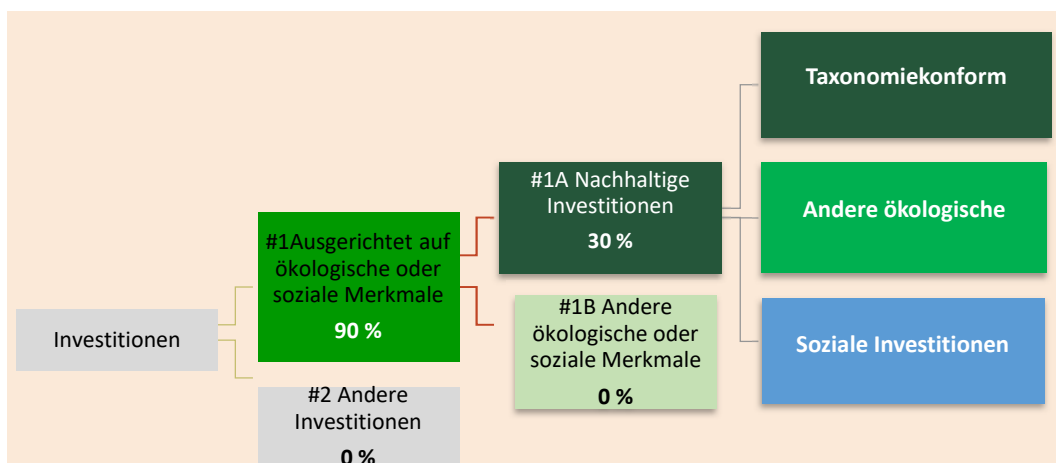 Investitionen
#1Ausgerichtet auf
ökologische oder
soziale Merkmale
90 %
#2 Andere
Investitionen
0 %
#1A Nachhaltige
Investitionen
30 %
#1B Andere
ökologische oder
soziale Merkmale
0 %
Taxonomiekonform
Andere ökologische
Soziale Investitionen